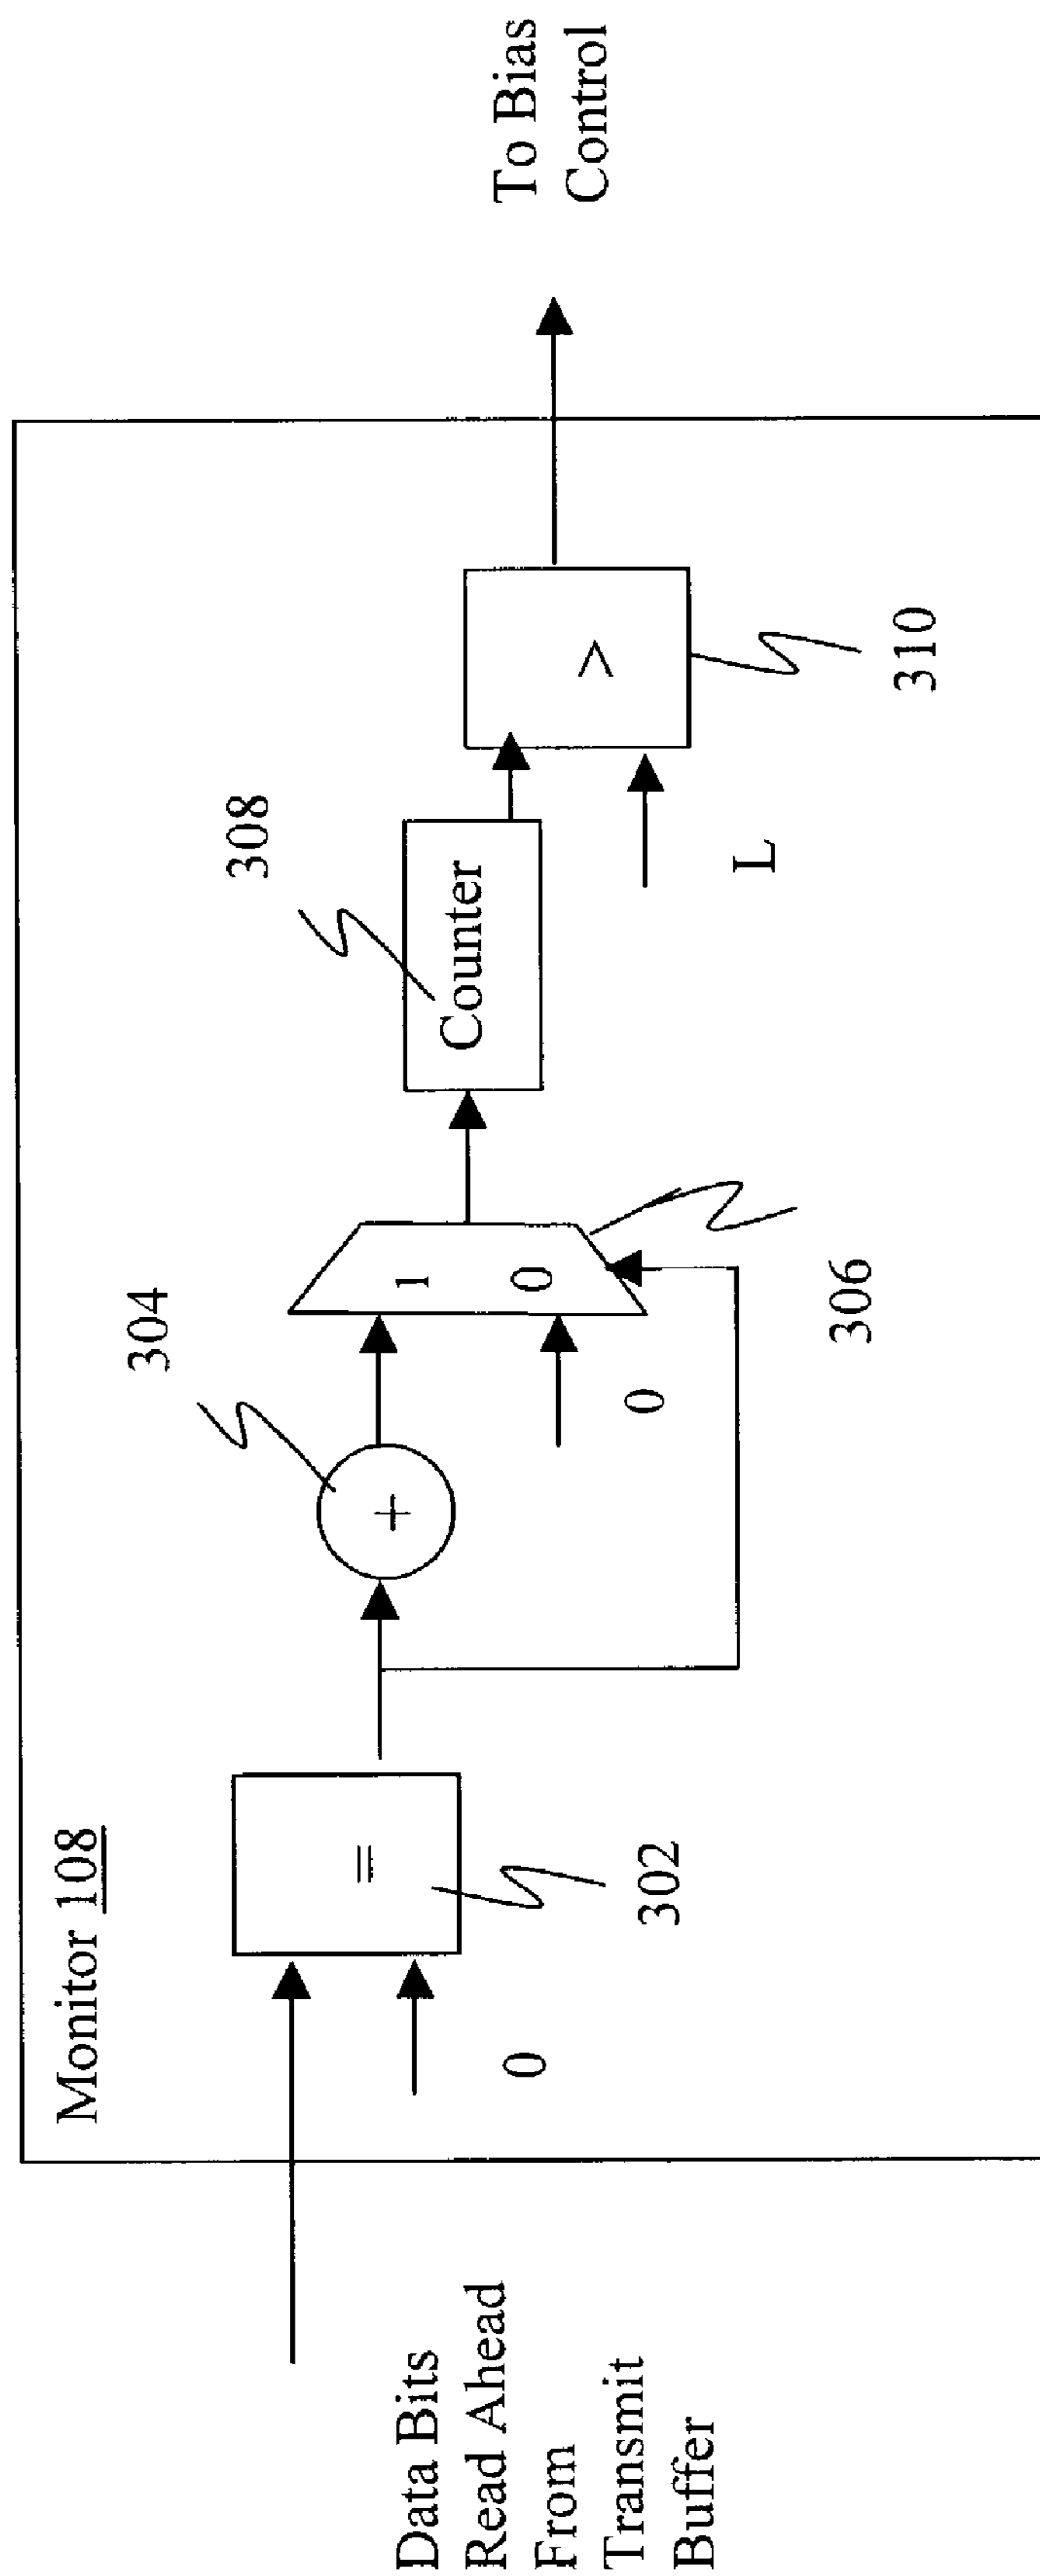 Monitor 108
Data Bits
Read Ahead
From
Transmit
Buffer
0
=
302
304
+
1
0
0
306
308
Counter
L
>
310
To Bias
Control